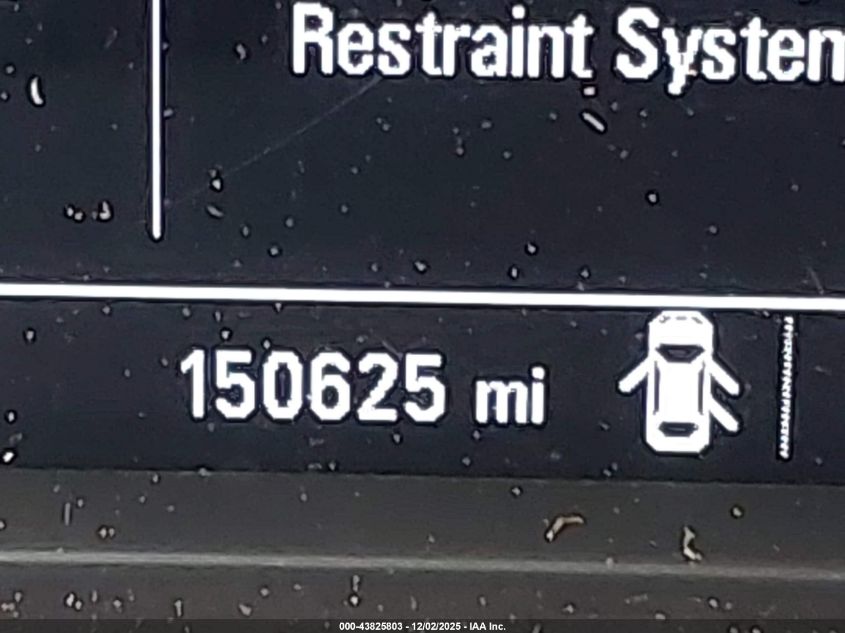 Restraint System
150625 mi
000-43825803 - 12/02/2025 - IAA Inc.